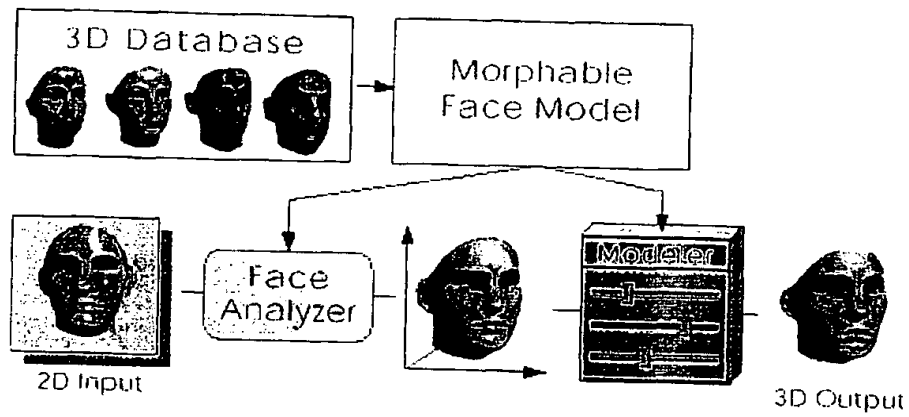 3D Database
Morphable
Face Model
Face
Analyzer
Modeler
2D Input
3D Output